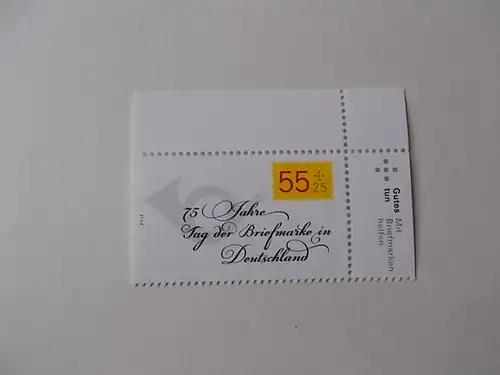 55
+
25
75 Jahre
Tag der Briefmarke in
Deutschland
Gutes Mit
tun Briefmarken
helfen